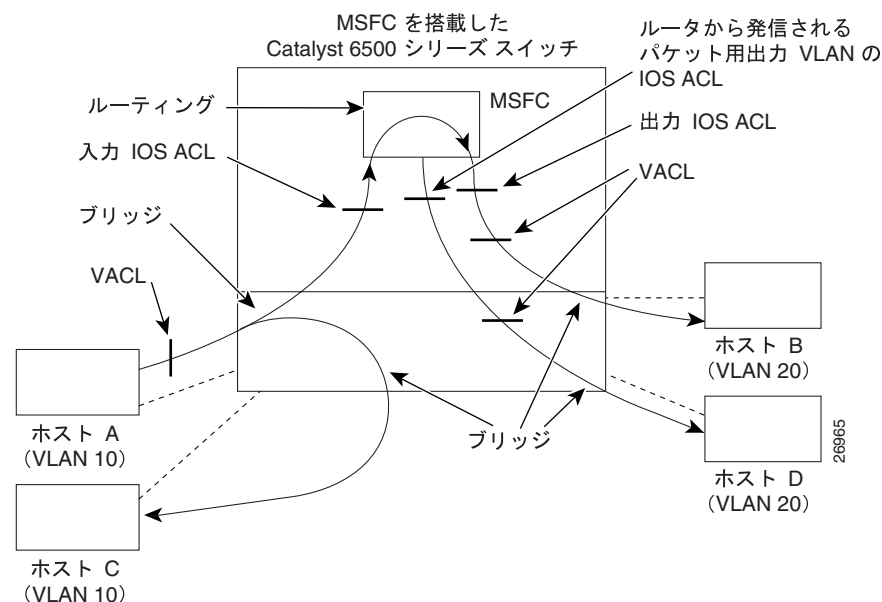 MSFC を搭載した
Catalyst 6500 シリーズ スイッチ
ルータから発信される
パケット用出力 VLAN の
IOS ACL
ルーティング
MSFC
出力 IOS ACL
入力 IOS ACL
VACL
ブリッジ
VACL
ホスト B
(VLAN 20)
ホスト A
(VLAN 10)
ブリッジ
ホスト D
(VLAN 20)
26965
ホスト C
(VLAN 10)